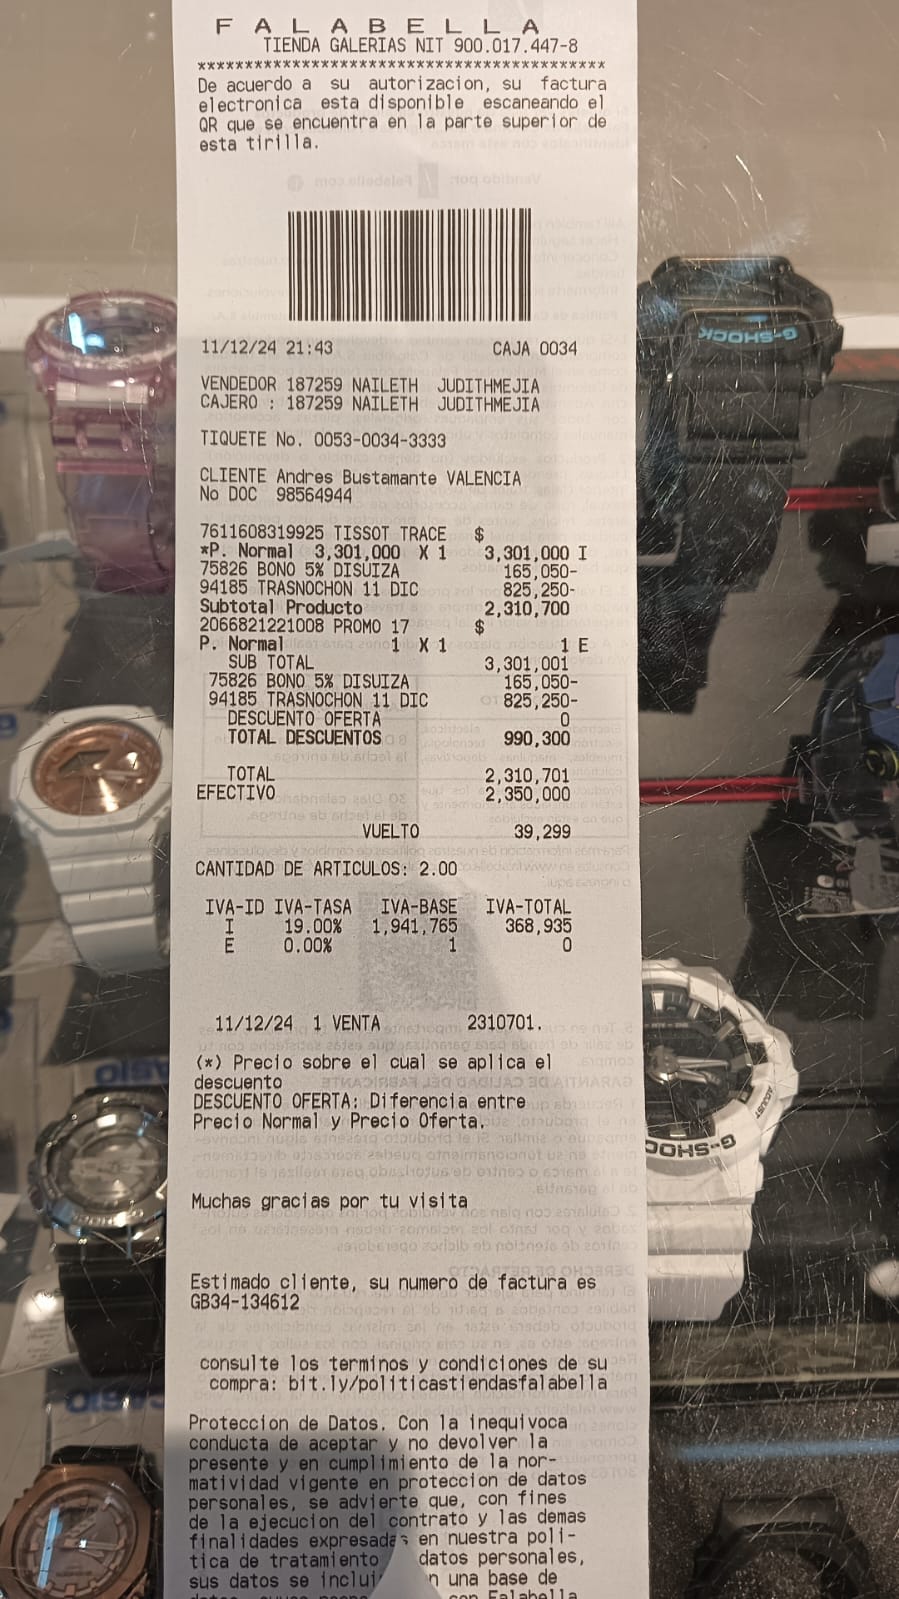 F A L A B E L L A
TIENDA GALERIAS NIT 900.017.447-8
*******************************************
De acuerdo a su autorizacion, su factura
electronica esta disponible escaneando el
QR que se encuentra en la parte superior de
esta tirilla.
11/12/24 21:43 CAJA 0034
VENDEDOR 187259 NAILETH JUDITHMEJIA
CAJERO : 187259 NAILETH JUDITHMEJIA
TIQUETE No. 0053-0034-3333
CLIENTE Andres Bustamante VALENCIA
No DOC 98564944
7611608319925 TISSOT TRACE $
*P. Normal 3,301,000 X 1 3,301,000 I
75826 BONO 5% DISUIZA 165,050-
94185 TRASNOCHON 11 DIC 825,250-
Subtotal Producto 2,310,700
2066821221008 PROMO 17 $
P. Normal 1 X 1 1 E
SUB TOTAL 3,301,001
75826 BONO 5% DISUIZA 165,050-
94185 TRASNOCHON 11 DIC 825,250-
DESCUENTO OFERTA 0
TOTAL DESCUENTOS 990,300
TOTAL 2,310,701
EFECTIVO 2,350,000
VUELTO 39,299
CANTIDAD DE ARTICULOS: 2.00
IVA-ID IVA-TASA IVA-BASE IVA-TOTAL
I 19.00% 1,941,765 368,935
E 0.00% 1 0
11/12/24 1 VENTA 2310701.
(*) Precio sobre el cual se aplica el
descuento
DESCUENTO OFERTA: Diferencia entre
Precio Normal y Precio Oferta.
Muchas gracias por tu visita
Estimado cliente, su numero de factura es
GB34-134612
consulte los terminos y condiciones de su
compra: bit.ly/politicastiendasfalabella
Proteccion de Datos. Con la inequivoca
conducta de aceptar y no devolver la
presente y en cumplimiento de la nor-
matividad vigente en proteccion de datos
personales, se advierte que, con fines
de la ejecucion del contrato y las demas
finalidades expresadas en nuestra poli-
tica de tratamiento datos personales,
sus datos se inclui n una base de
con Falabella
G-SHOCK
G-SHOCK
CASIO
CASIO